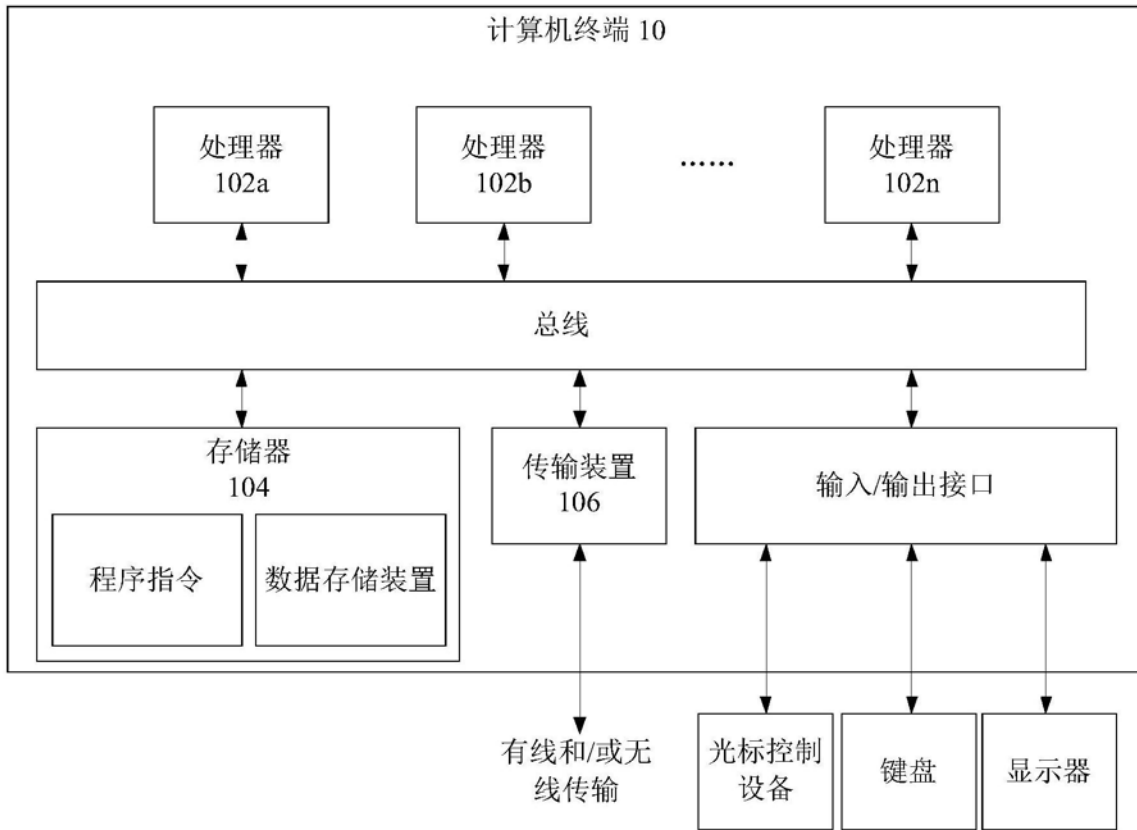 计算机终端 10
处理器
102a
处理器
102b
……
处理器
102n
总线
存储器
104
程序指令
数据存储装置
传输装置
106
输入/输出接口
有线和/或无
线传输
光标控制
设备
键盘
显示器